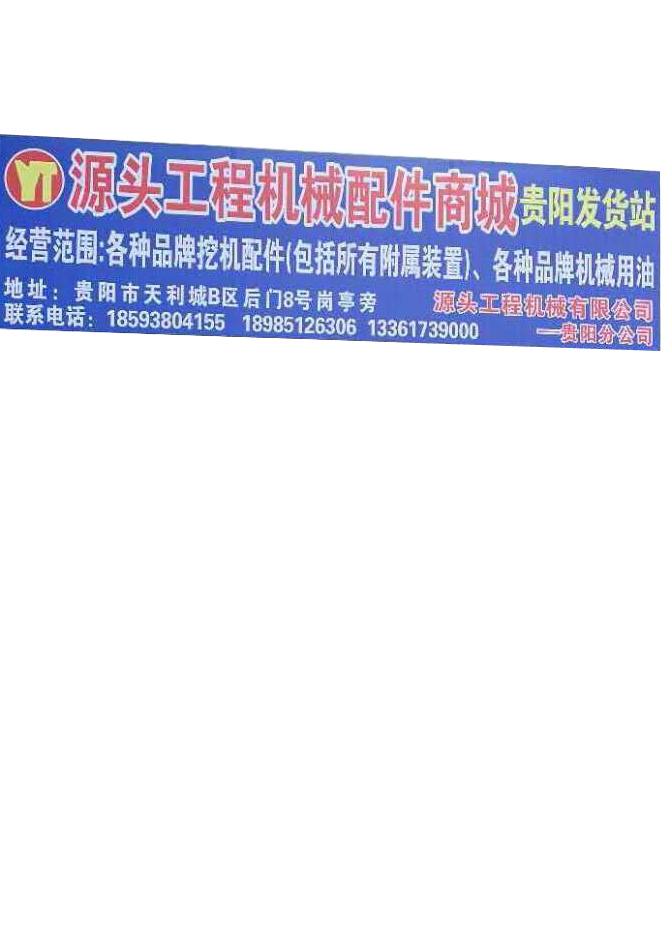 YT 源头工程机械配件商城贵阳发货站
经营范围:各种品牌挖机配件(包括所有附属装置)、各种品牌机械用油
地址：贵阳市天利城B区后门8号岗亭旁
联系电话：18593804155 18985126306 13361739000
源头工程机械有限公司
—贵阳分公司